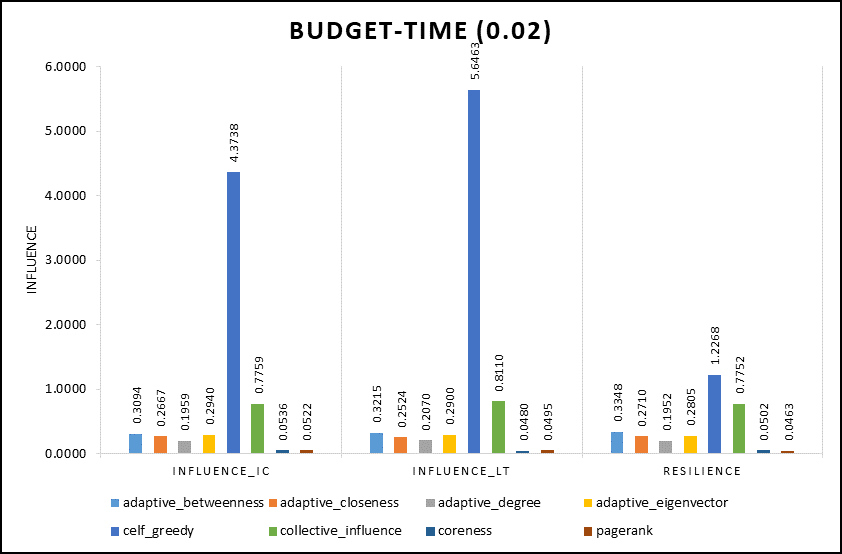 BUDGET-TIME (0.02)
6.0000
5.0000
4.0000
3.0000
2.0000
1.0000
0.0000
INFLUENCE
0.3094
0.2667
0.1959
0.2940
4.3738
0.7759
0.0536
0.0522
0.3215
0.2524
0.2070
0.2900
5.6463
0.8110
0.0480
0.0495
0.3348
0.2710
0.1952
0.2805
1.2268
0.7752
0.0502
0.0463
INFLUENCE_IC
INFLUENCE_LT
RESILIENCE
adaptive_betweenness
adaptive_closeness
adaptive_degree
adaptive_eigenvector
celf_greedy
collective_influence
coreness
pagerank